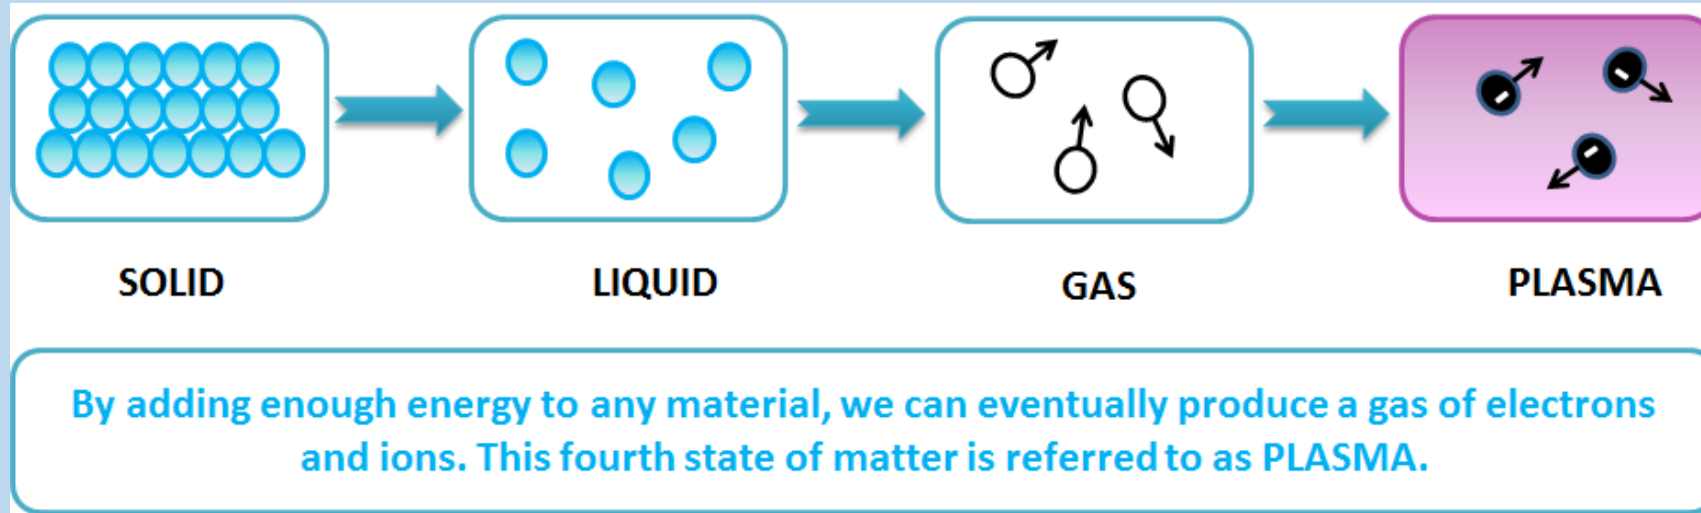 SOLID LIQUID GAS PLASMA
By adding enough energy to any material, we can eventually produce a gas of electrons
and ions. This fourth state of matter is referred to as PLASMA.